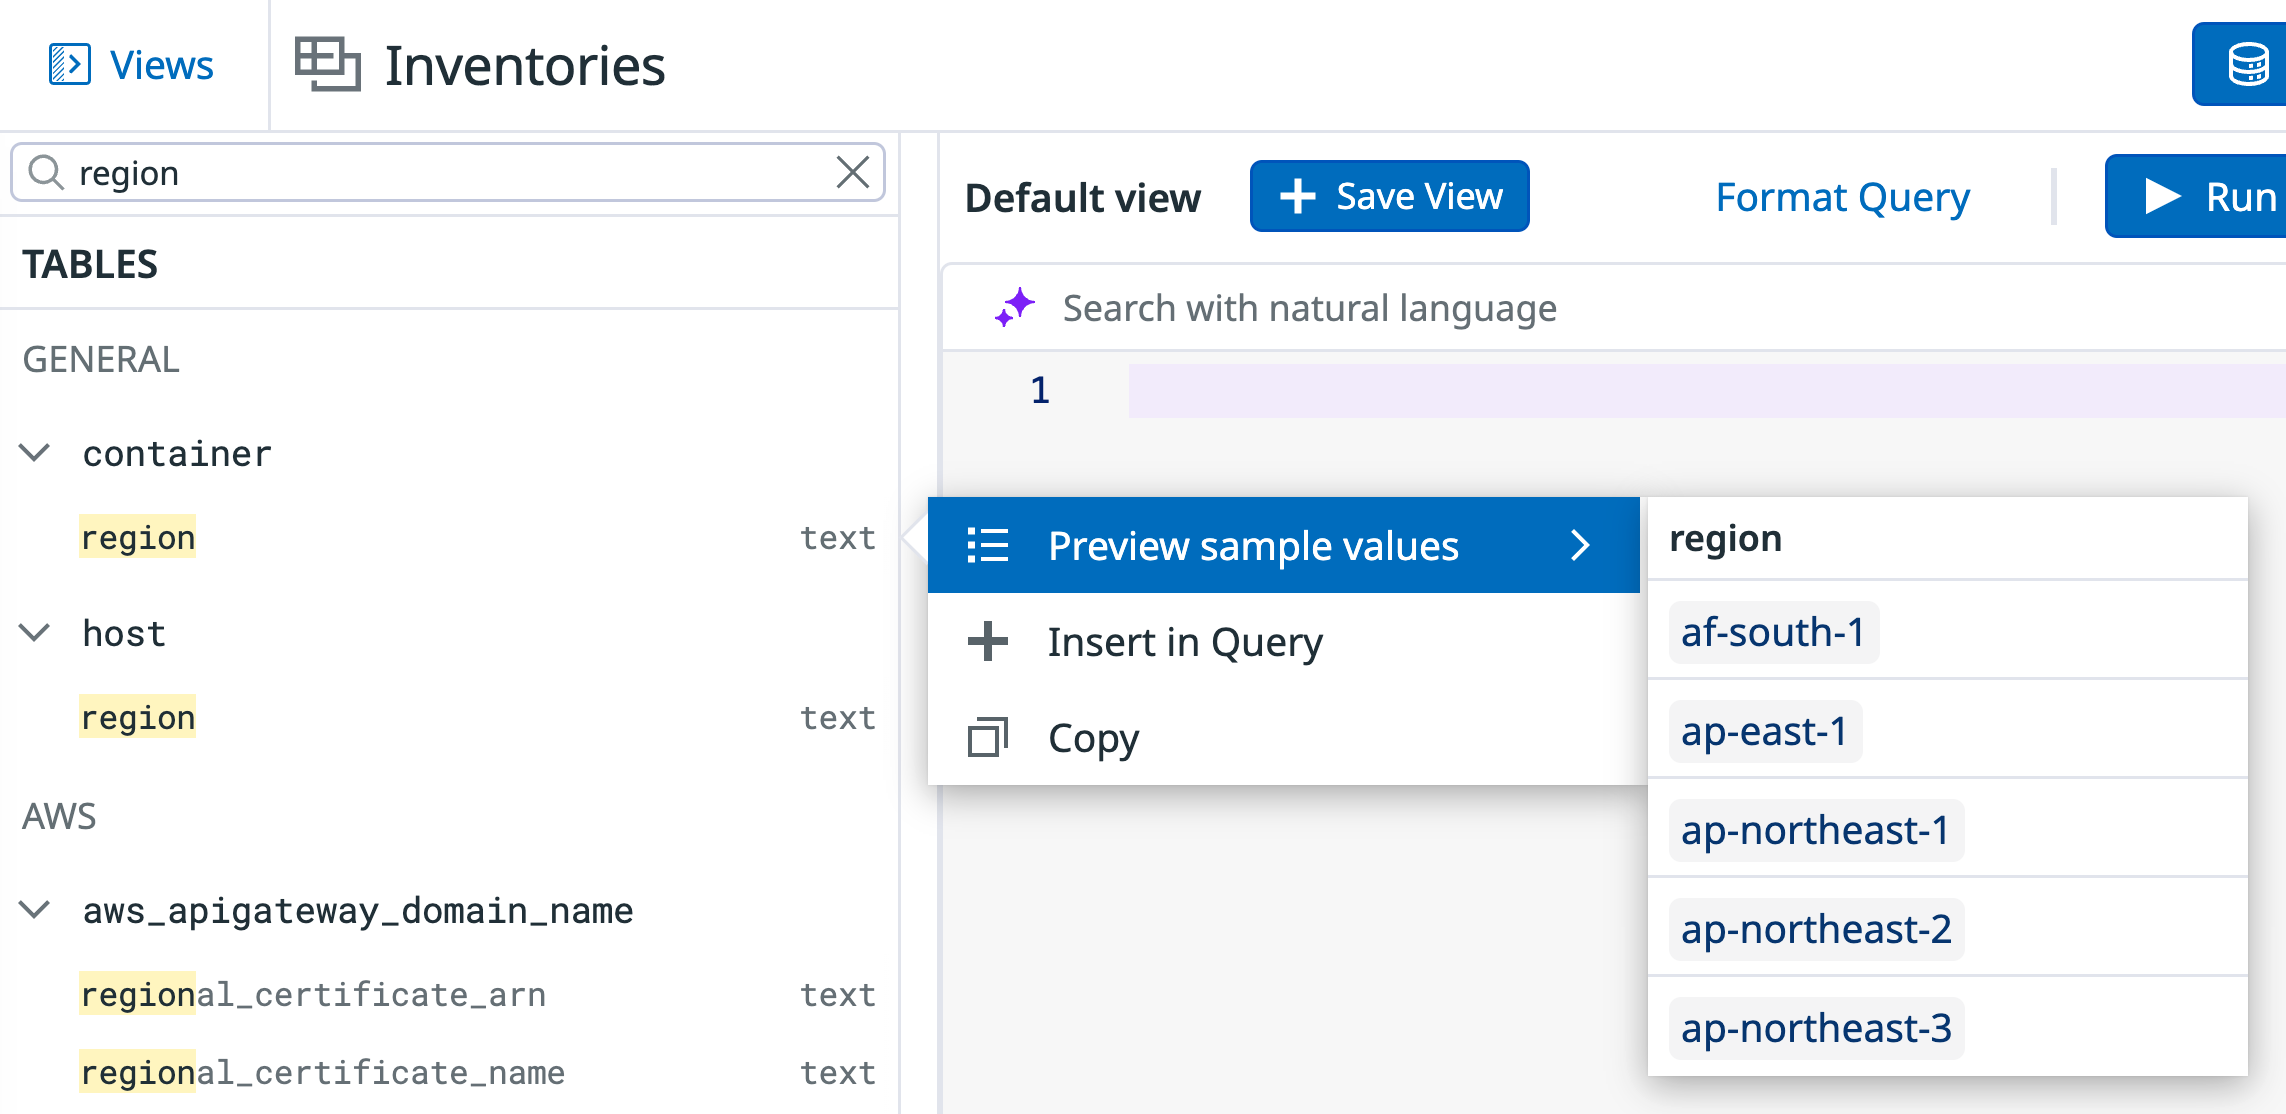 Views
Inventories
region
TABLES
GENERAL
container
region text
host
region text
AWS
aws_apigateway_domain_name
regional_certificate_arn text
regional_certificate_name text
Default view
Save View
Format Query
Run
Search with natural language
1
Preview sample values
Insert in Query
Copy
region
af-south-1
ap-east-1
ap-northeast-1
ap-northeast-2
ap-northeast-3